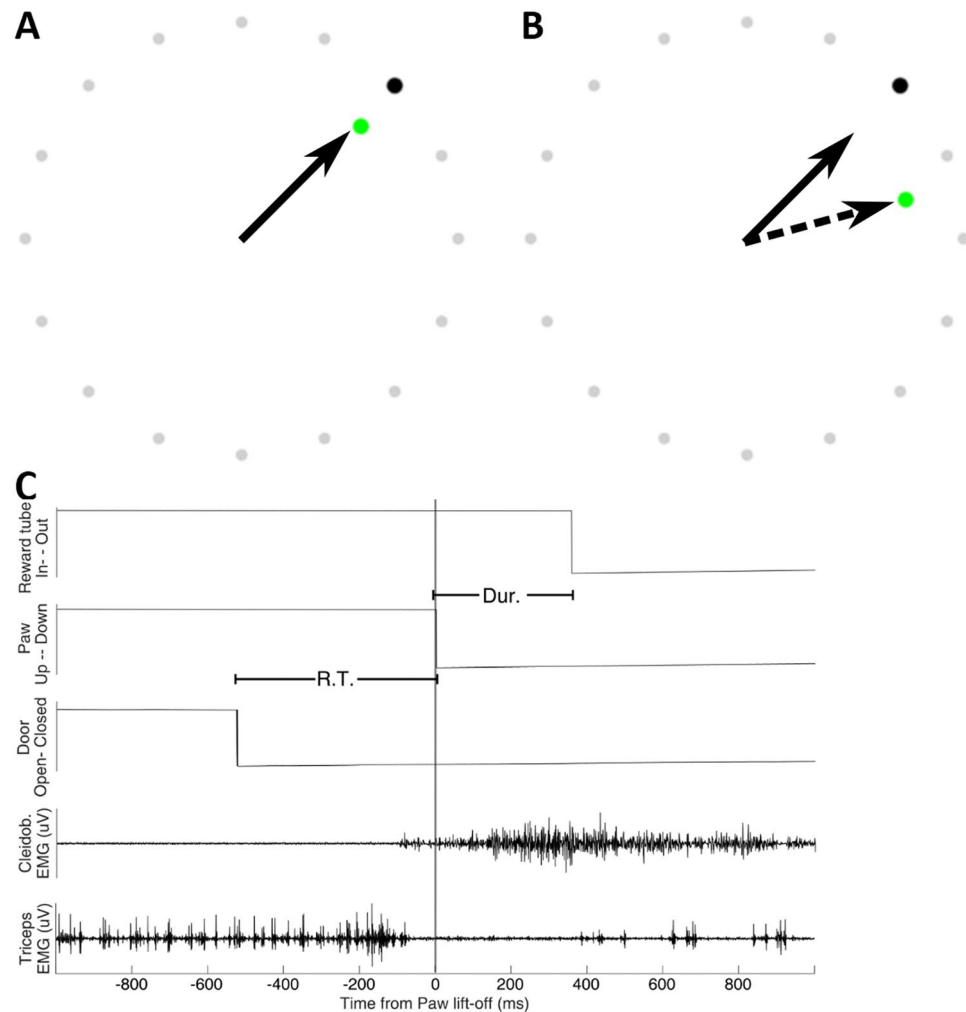 A
B
C
Reward tube
In- - Out
Dur.
Paw
Up -- Down
R.T.
Door
Open- Closed
Cleidob.
EMG (uV)
Triceps
EMG (uV)
-800 -600 -400 -200 0 200 400 600 800
Time from Paw lift-off (ms)